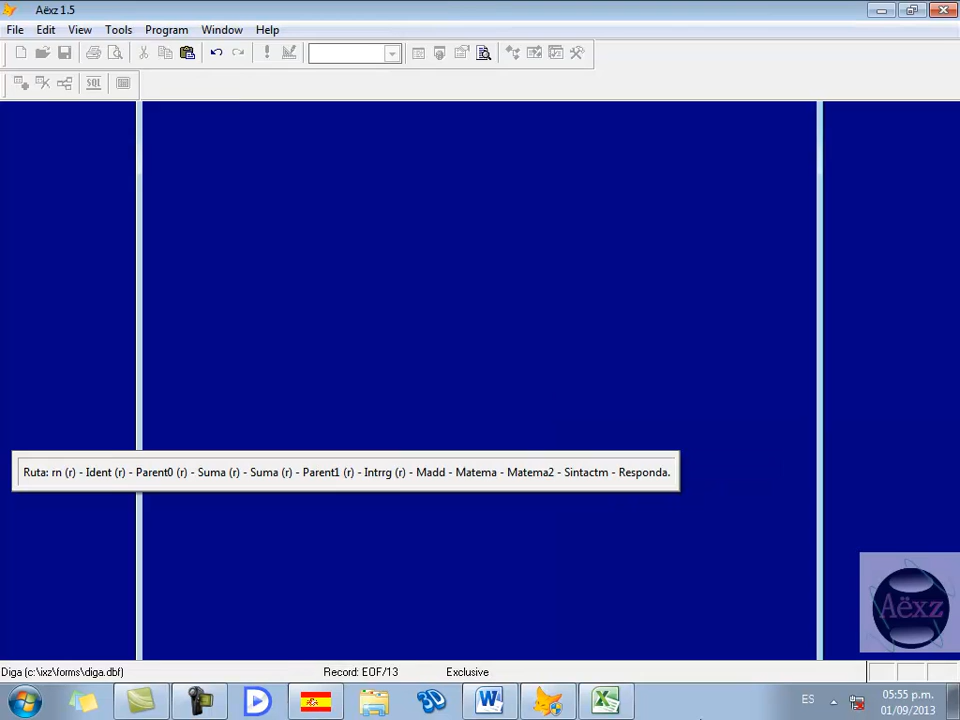 Aëxz 1.5
File Edit View Tools Program Window Help
SQL
Ruta: rn (r) - Ident (r) - Parent0 (r) - Suma (r) - Suma (r) - Parent1 (r) - Intrrg (r) - Madd - Matema - Matema2 - Sintactm - Responda.
Aëxz
Diga (c:\ixz\forms\diga.dbf) Record: EOF/13 Exclusive
ES
05:55 p.m.
01/09/2013